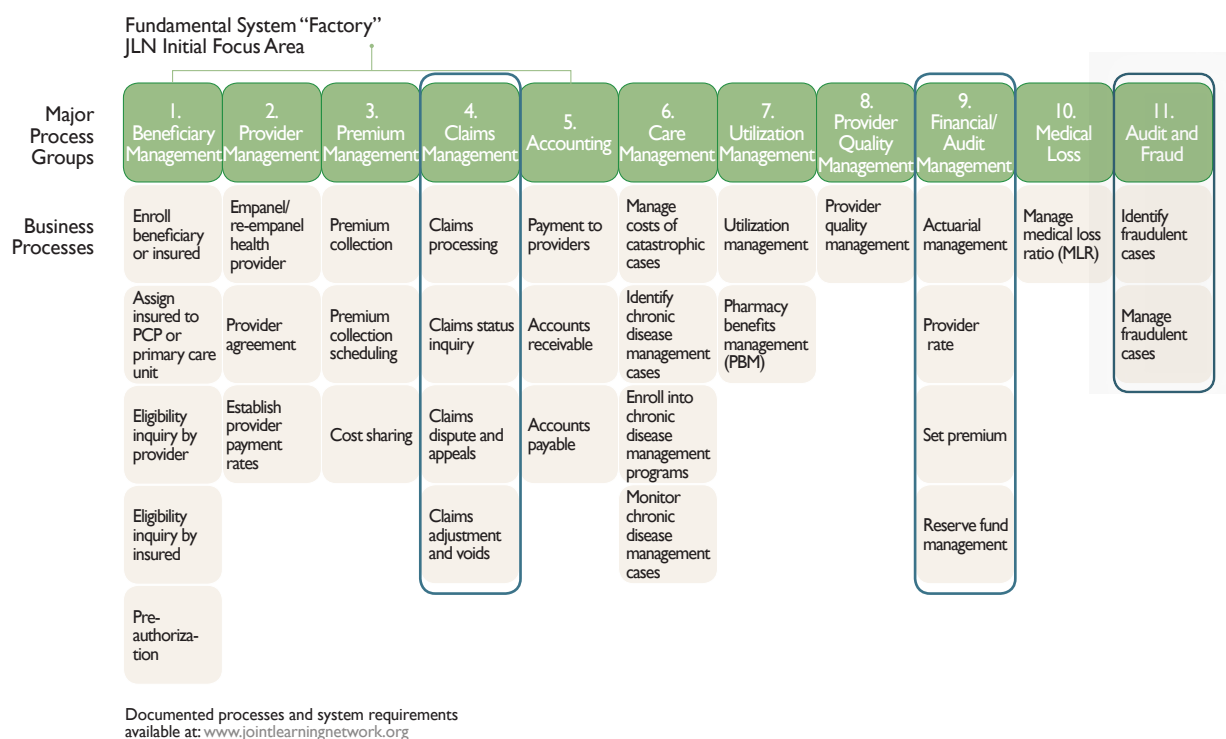 Fundamental System “Factory”
JLN Initial Focus Area
Major
Process
Groups
1.
Beneficiary
Management
2.
Provider
Management
3.
Premium
Management
4.
Claims
Management
5.
Accounting
6.
Care
Management
7.
Utilization
Management
8.
Provider
Quality
Management
9.
Financial/
Audit
Management
10.
Medical
Loss
11.
Audit and
Fraud
Business
Processes
Enroll
beneficiary
or insured
Empanel/
re-empanel
health
provider
Premium
collection
Claims
processing
Payment to
providers
Manage
costs of
catastrophic
cases
Utilization
management
Provider
quality
management
Actuarial
management
Manage
medical loss
ratio (MLR)
Identify
fraudulent
cases
Assign
insured to
PCP or
primary care
unit
Provider
agreement
Premium
collection
scheduling
Claims status
inquiry
Accounts
receivable
Identify
chronic
disease
management
cases
Pharmacy
benefits
management
(PBM)
Provider
rate
Manage
fraudulent
cases
Eligibility
inquiry by
provider
Establish
provider
payment
rates
Cost sharing
Claims
dispute and
appeals
Accounts
payable
Enroll into
chronic
disease
management
programs
Set premium
Eligibility
inquiry by
insured
Claims
adjustment
and voids
Monitor
chronic
disease
management
cases
Reserve fund
management
Pre-
authoriza-
tion
Documented processes and system requirements
available at: www.jointlearningnetwork.org